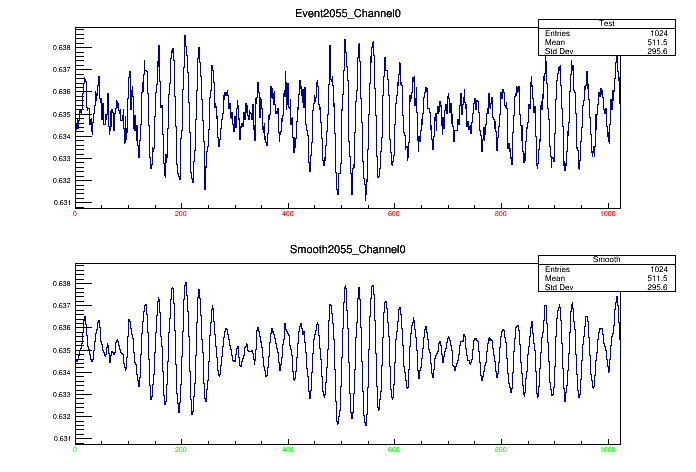 Event2055_Channel0
Test
Entries 1024
Mean 511.5
Std Dev 295.6
0.638
0.637
0.636
0.635
0.634
0.633
0.632
0.631
0 200 400 600 800 1000
Smooth2055_Channel0
Smooth
Entries 1024
Mean 511.5
Std Dev 295.6
0.638
0.637
0.636
0.635
0.634
0.633
0.632
0.631
0 200 400 600 800 1000